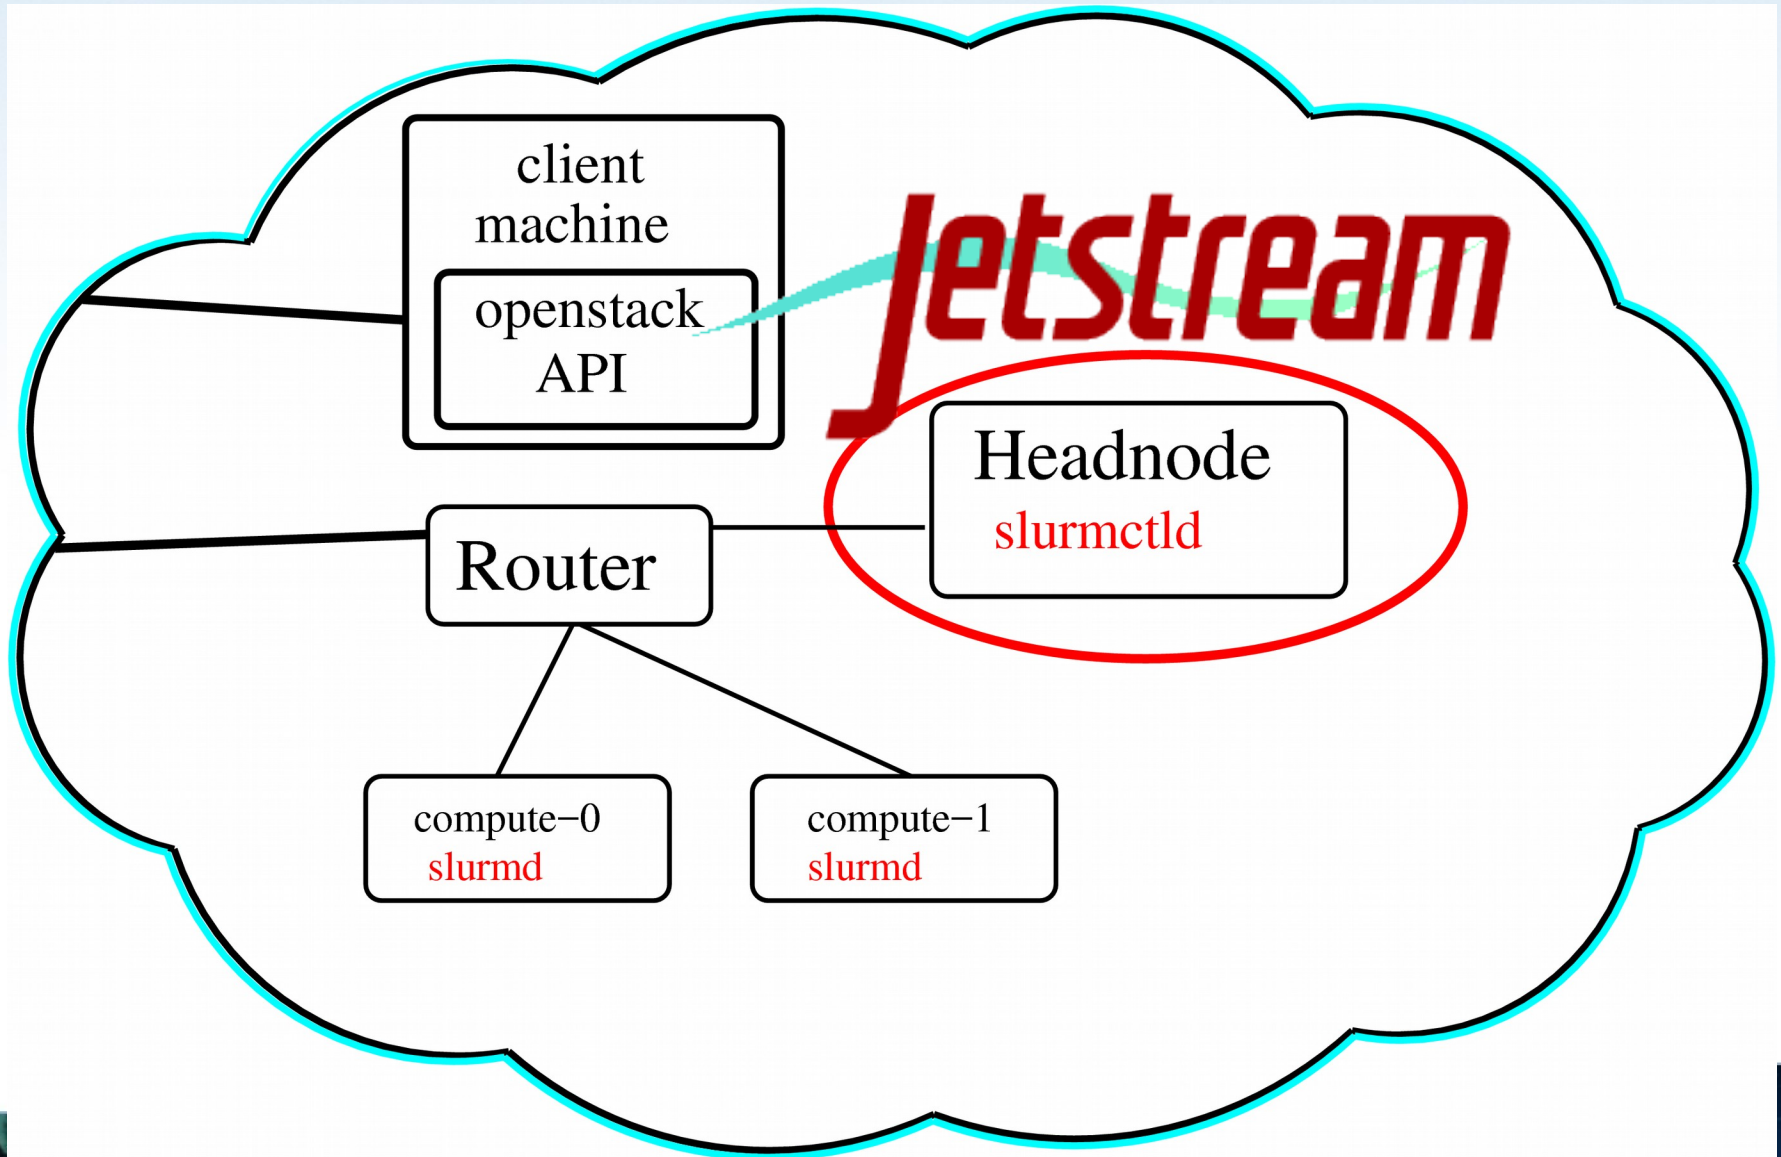 client
machine
openstack
API
Jetstream
Headnode
slurmctld
Router
compute−0
slurmd
compute−1
slurmd